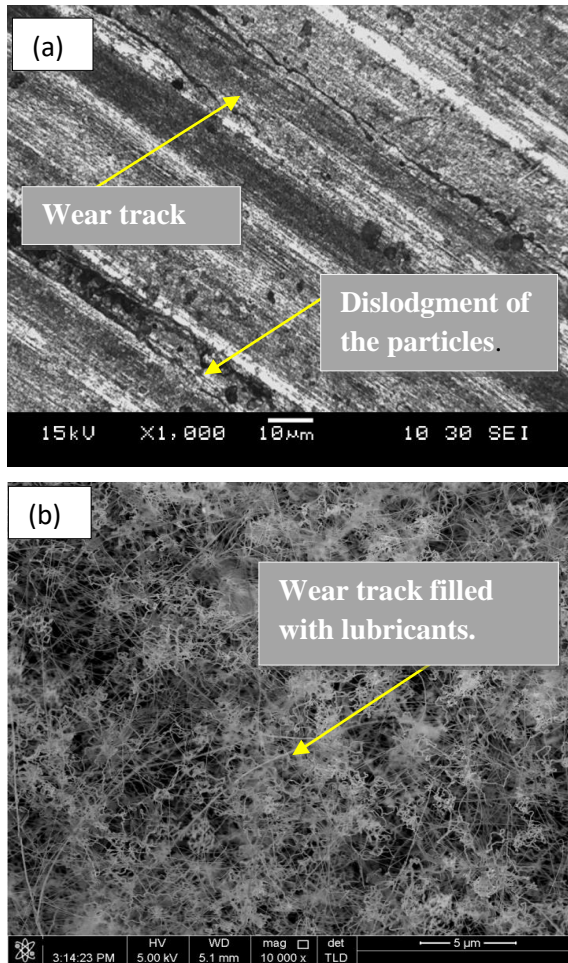 (a)
Wear track
Dislodgment of
the particles.
15kV X1,000 10µm 10 30 SEI
(b)
Wear track filled
with lubricants.
HV WD mag □ det 5 µm
3:14:23 PM 5.00 kV 5.1 mm 10 000 x TLD